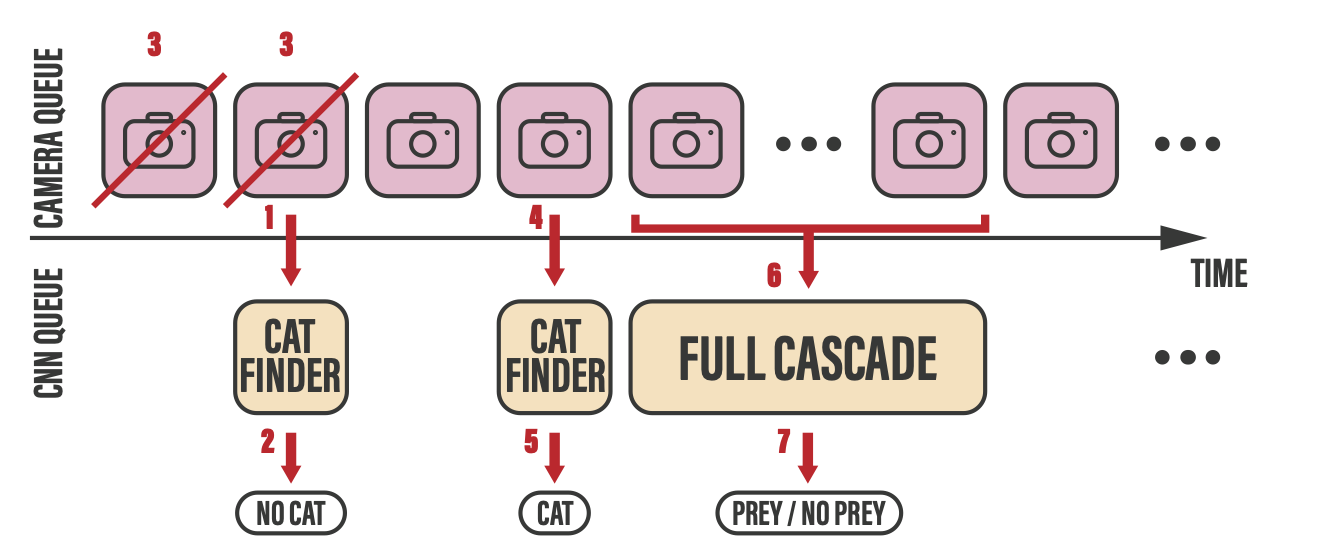 3
3
CAMERA QUEUE
1
4
6
TIME
CNN QUEUE
CAT
FINDER
CAT
FINDER
FULL CASCADE
2
5
7
NO CAT
CAT
PREY / NO PREY